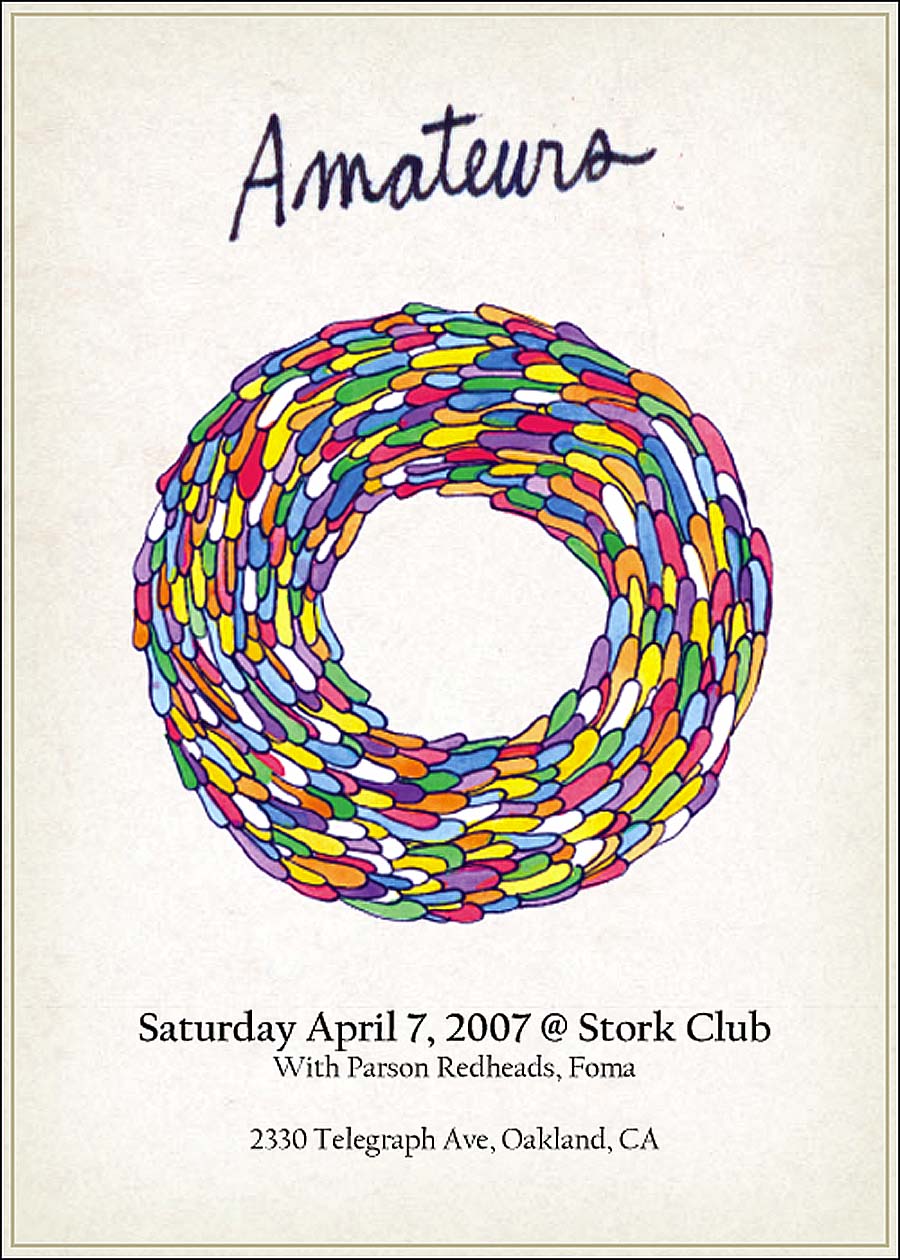 Amateurs
Saturday April 7, 2007 @ Stork Club
With Parson Redheads, Foma
2330 Telegraph Ave, Oakland, CA